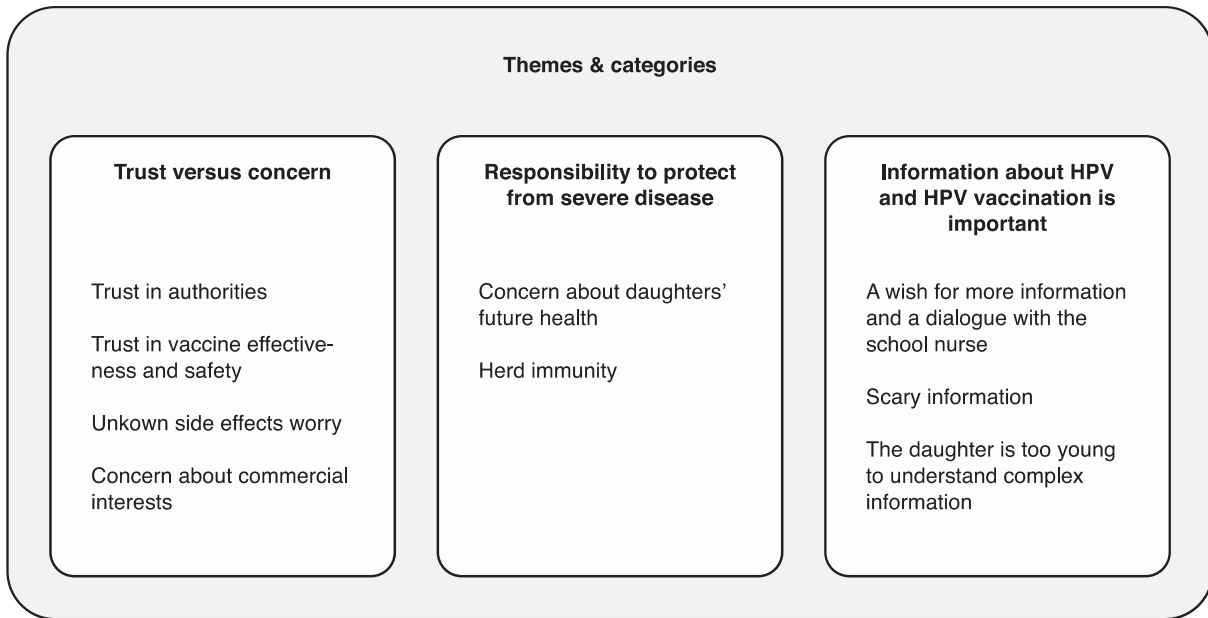 Themes & categories
Trust versus concern
Trust in authorities
Trust in vaccine effective-
ness and safety
Unkown side effects worry
Concern about commercial
interests
Responsibility to protect
from severe disease
Concern about daughters’
future health
Herd immunity
Information about HPV
and HPV vaccination is
important
A wish for more information
and a dialogue with the
school nurse
Scary information
The daughter is too young
to understand complex
information